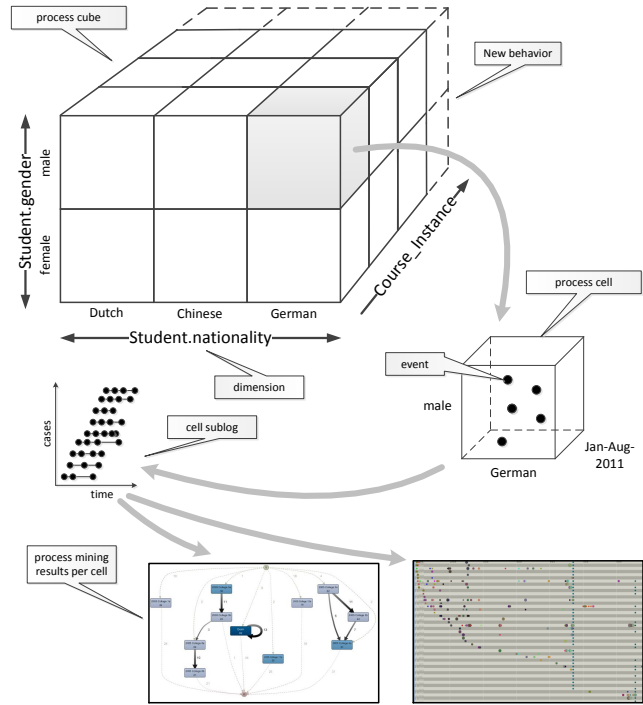 process cube
New behavior
Student.gender
male
female
Course_Instance
Dutch
Chinese
German
Student.nationality
dimension
process cell
event
male
German
Jan-Aug-
2011
cases
time
cell sublog
process mining
results per cell